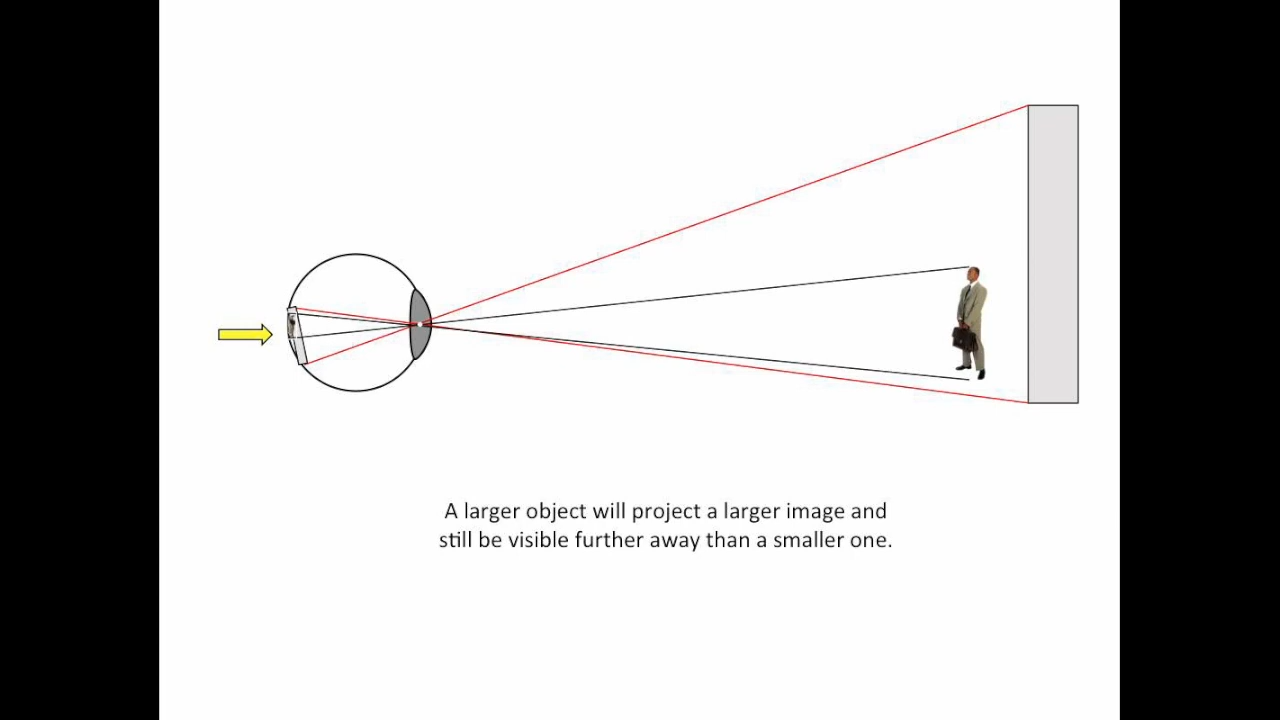 A larger object will project a larger image and
still be visible further away than a smaller one.